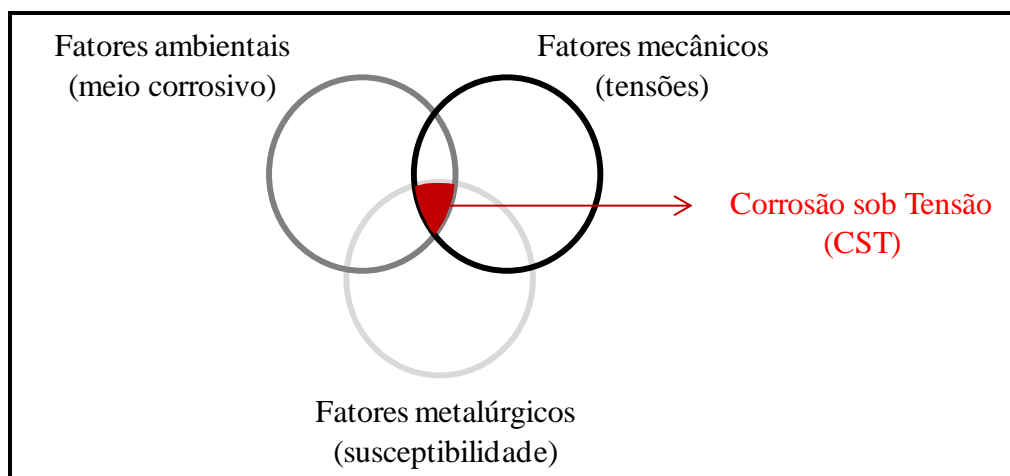 Fatores ambientais
(meio corrosivo)
Fatores mecânicos
(tensões)
Corrosão sob Tensão
(CST)
Fatores metalúrgicos
(susceptibilidade)